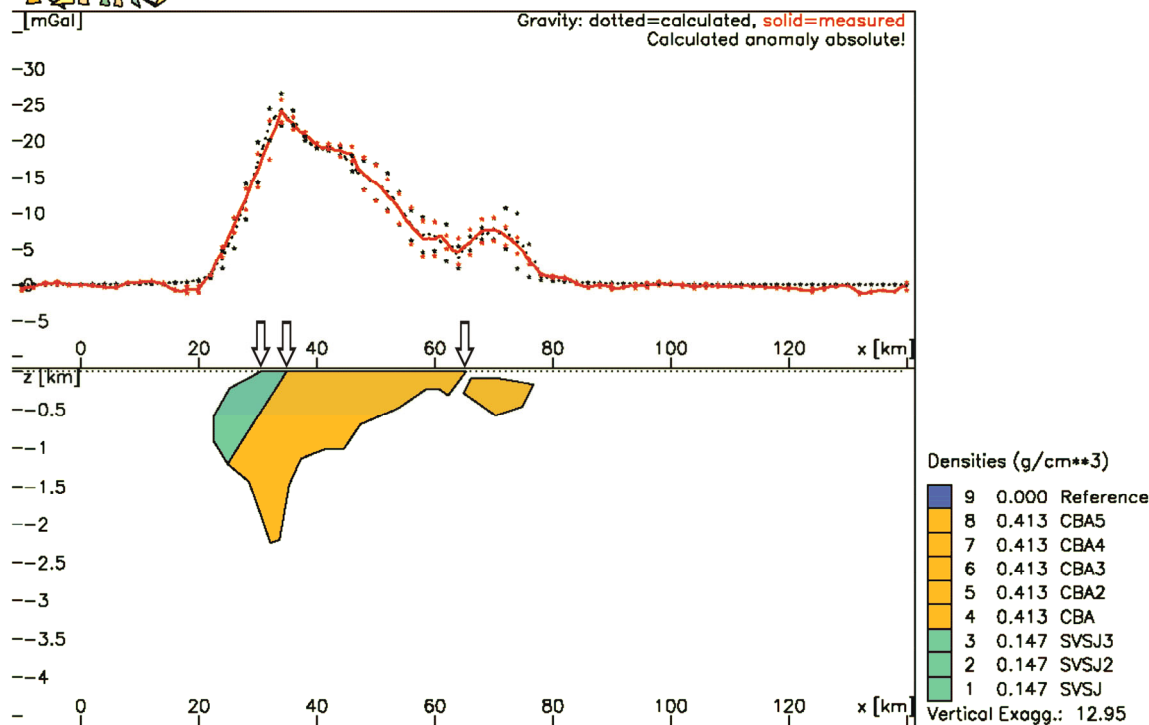 [mGal]
Gravity: dotted=calculated, solid=measured
Calculated anomaly absolute!
30
25
20
15
10
5
0
-5
0 20 40 60 80 100 120 x [km]
z [km]
-0.5
-1
-1.5
-2
-2.5
-3
-3.5
-4
0 20 40 60 80 100 120 x [km]
Densities (g/cm**3)
9 0.000 Reference
8 0.413 CBA5
7 0.413 CBA4
6 0.413 CBA3
5 0.413 CBA2
4 0.413 CBA
3 0.147 SVSJ3
2 0.147 SVSJ2
1 0.147 SVSJ
Vertical Exagg.: 12.95